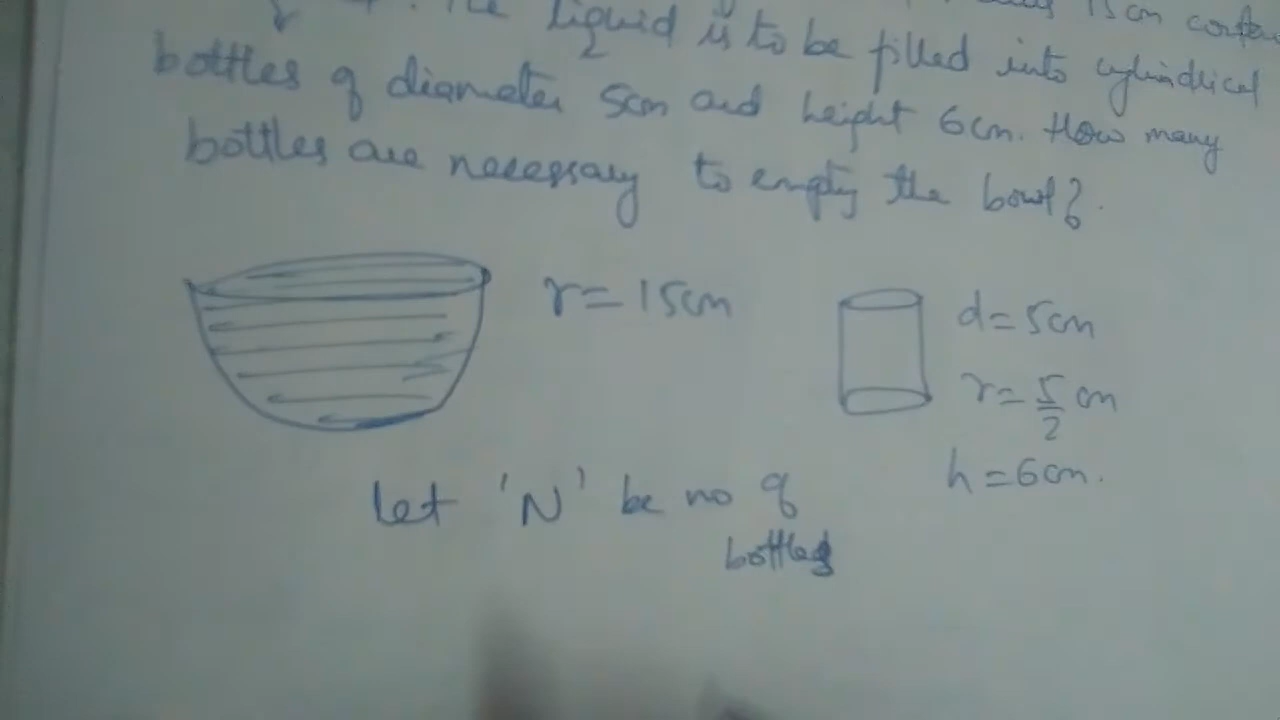 The liquid is to be filled into cylindrical
bottles of diameter 5cm and height 6cm. How many
bottles are necessary to empty the bowl?
r = 15cm
d = 5cm
r = 5/2 cm
h = 6cm.
Let 'N' be no of
bottles